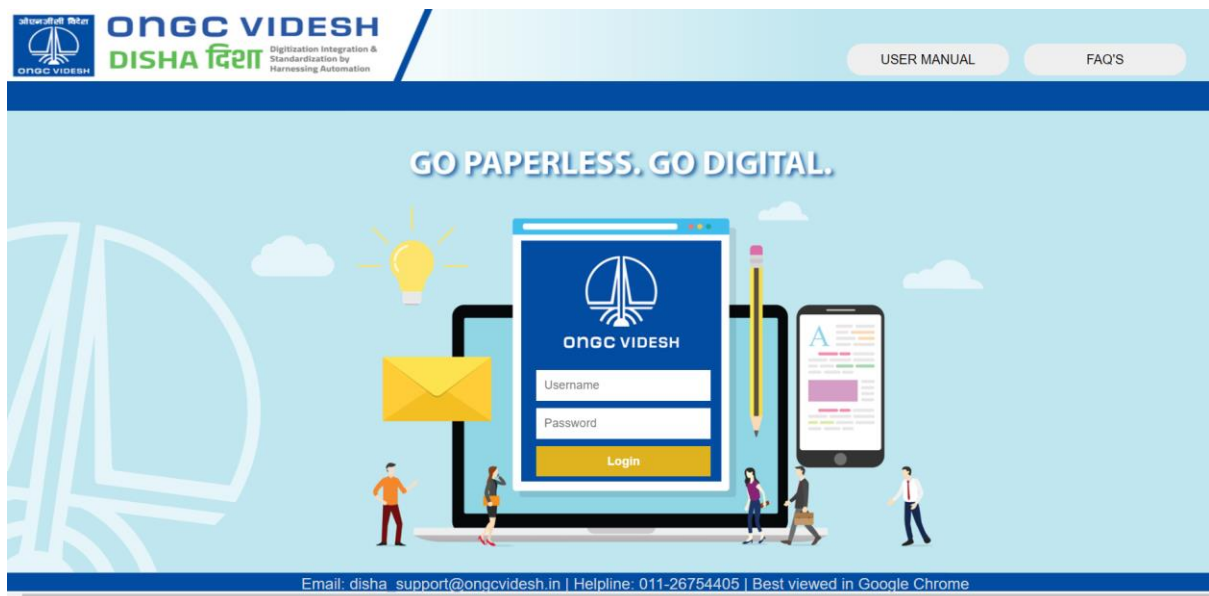 ओएनजीसी विदेश
ONGC VIDESH
ONGC VIDESH
DISHA दिशा
Digitization Integration &
Standardization by
Harnessing Automation
USER MANUAL
FAQ'S
GO PAPERLESS. GO DIGITAL.
ONGC VIDESH
A
Username
Password
Login
Email: disha_support@ongcvidesh.in | Helpline: 011-26754405 | Best viewed in Google Chrome